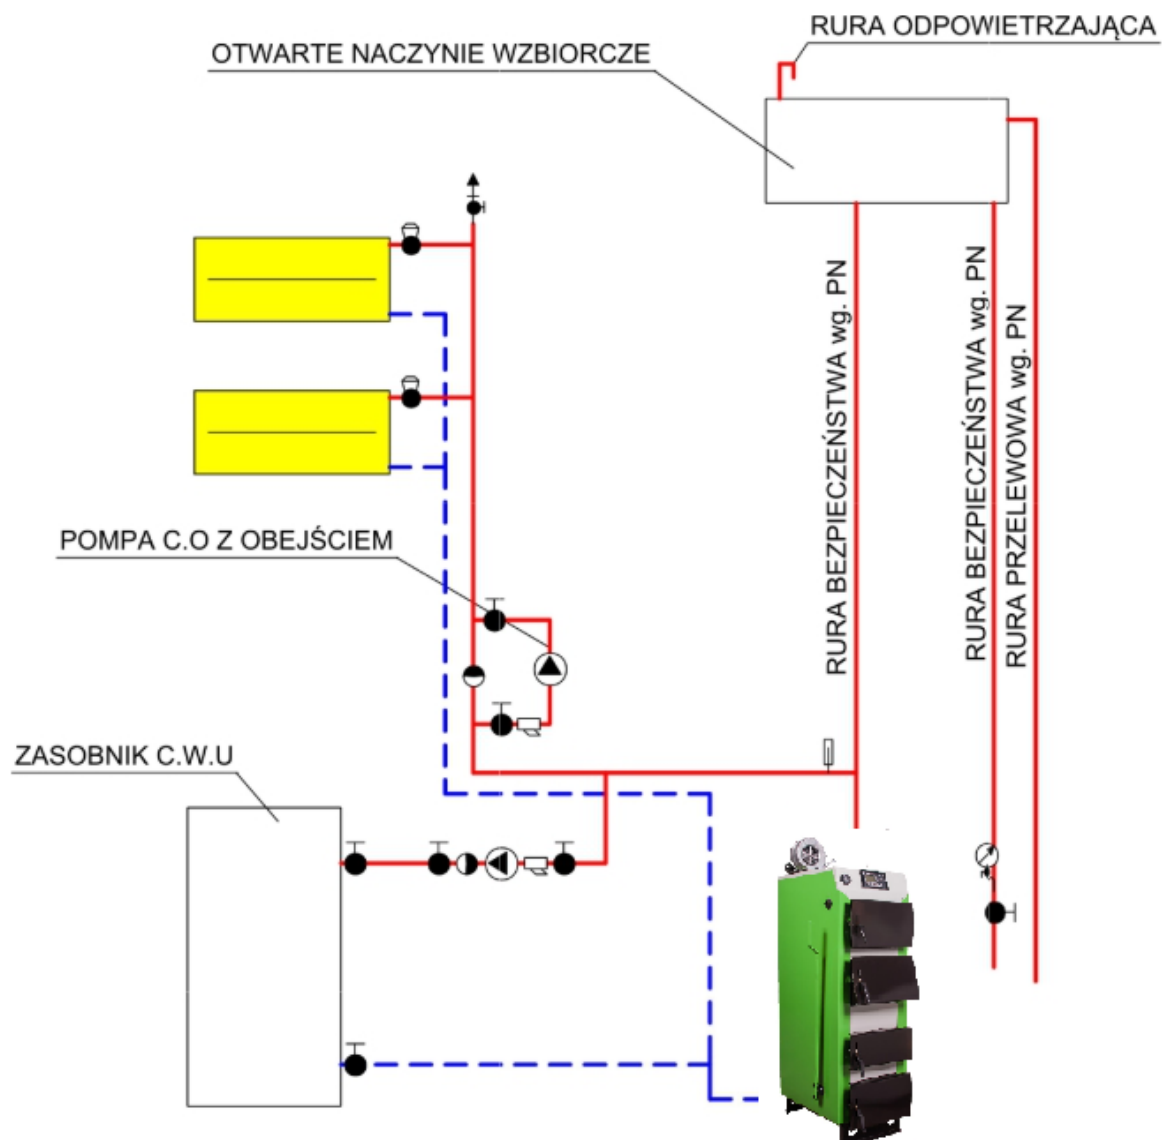 RURA ODPOWIETRZAJĄCA
OTWARTE NACZYNIE WZBIORCZE
RURA BEZPIECZEŃSTWA wg. PN
RURA BEZPIECZEŃSTWA wg. PN
RURA PRZELEWOWA wg. PN
POMPA C.O Z OBEJŚCIEM
ZASOBNIK C.W.U